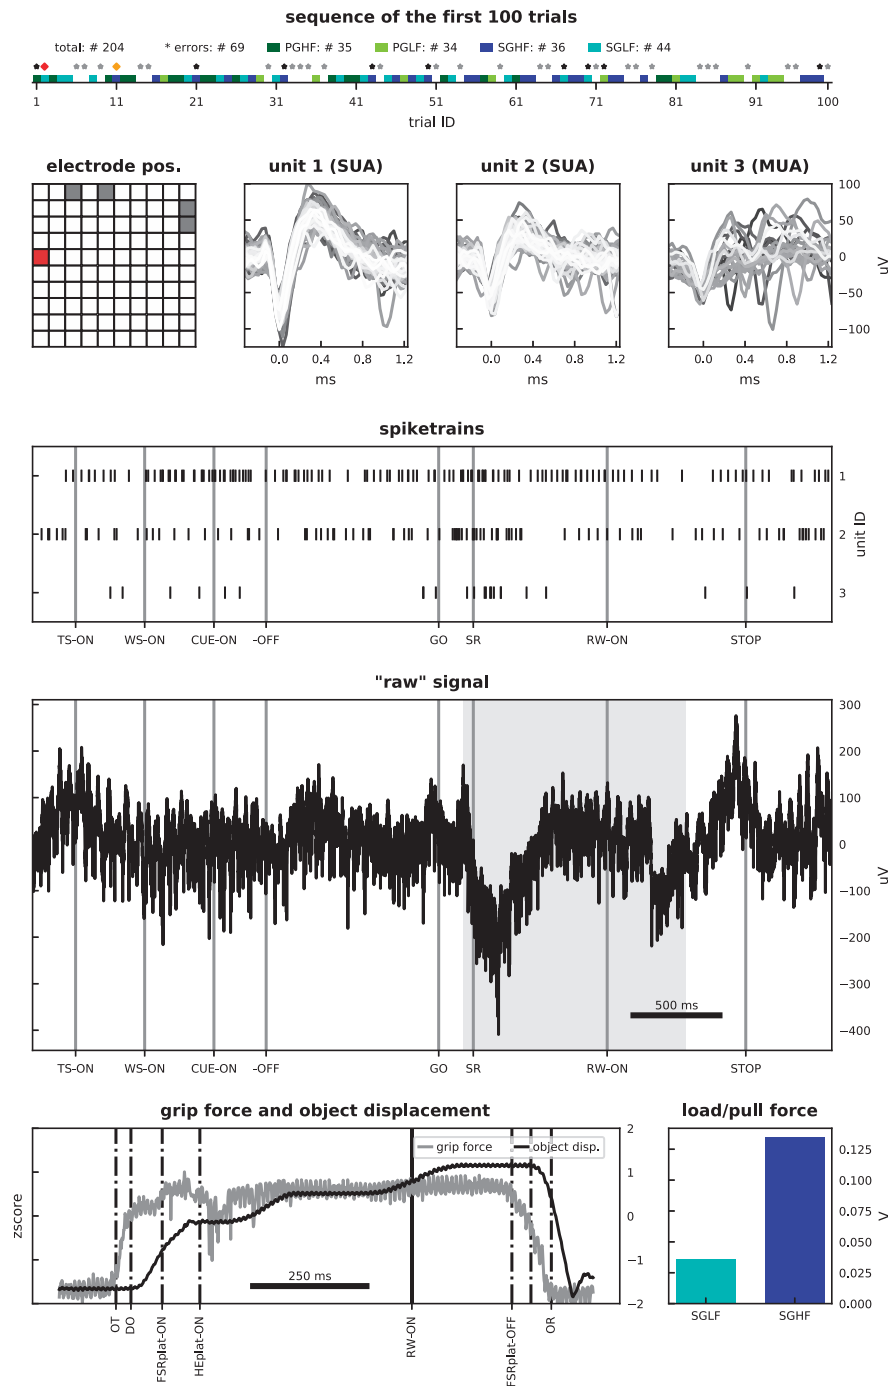 sequence of the first 100 trials
total: # 204 * errors: # 69 PGHF: # 35 PGLF: # 34 SGHF: # 36 SGLF: # 44
1 11 21 31 41 51 61 71 81 91 100
trial ID
electrode pos. unit 1 (SUA) unit 2 (SUA) unit 3 (MUA)
100
50
0
−50
−100
uV
0.0 0.4 0.8 1.2 0.0 0.4 0.8 1.2 0.0 0.4 0.8 1.2
ms ms ms
spiketrains
1
2
3
unit ID
TS-ON WS-ON CUE-ON -OFF GO SR RW-ON STOP
"raw" signal
300
200
100
0
−100
−200
−300
−400
uV
500 ms
TS-ON WS-ON CUE-ON -OFF GO SR RW-ON STOP
grip force and object displacement load/pull force
grip force object disp.
zscore
2
1
0
−1
−2
250 ms
OT DO FSRplat-ON HEplat-ON RW-ON FSRplat-OFF OR
0.125
0.100
0.075
0.050
0.025
0.000
V
SGLF SGHF